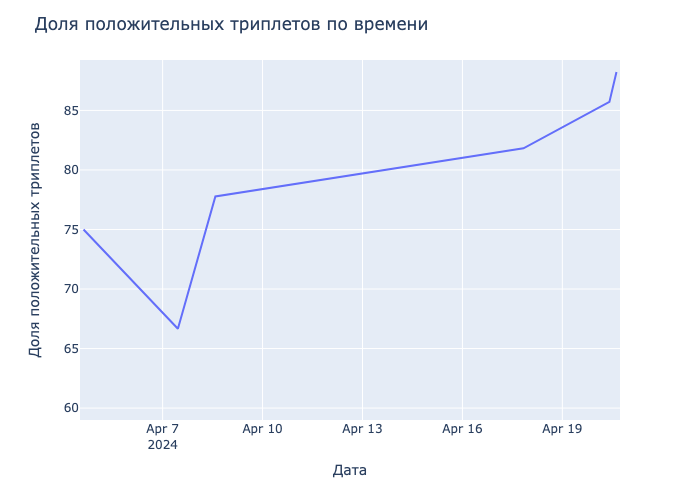 Доля положительных триплетов по времени
Доля положительных триплетов
85
80
75
70
65
60
Apr 7
2024
Apr 10
Apr 13
Apr 16
Apr 19
Дата